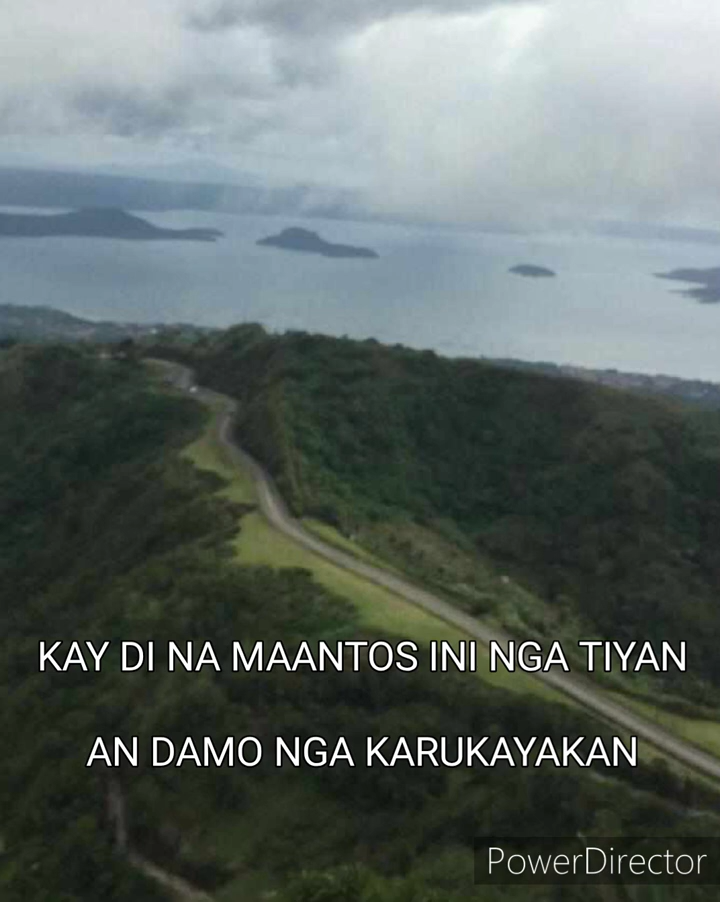 KAY DI NA MAANTOS INI NGA TIYAN
AN DAMO NGA KARUKAYAKAN
PowerDirector